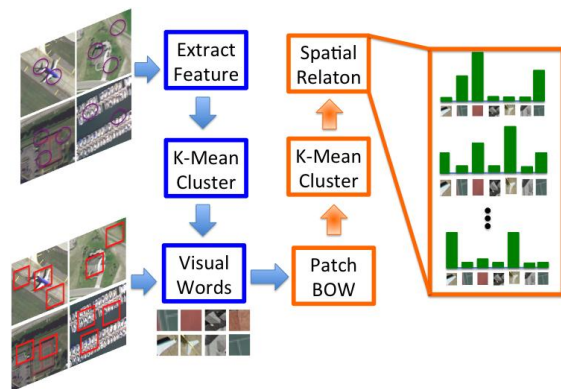 Extract
Feature
K-Mean
Cluster
Visual
Words
Patch
BOW
K-Mean
Cluster
Spatial
Relaton